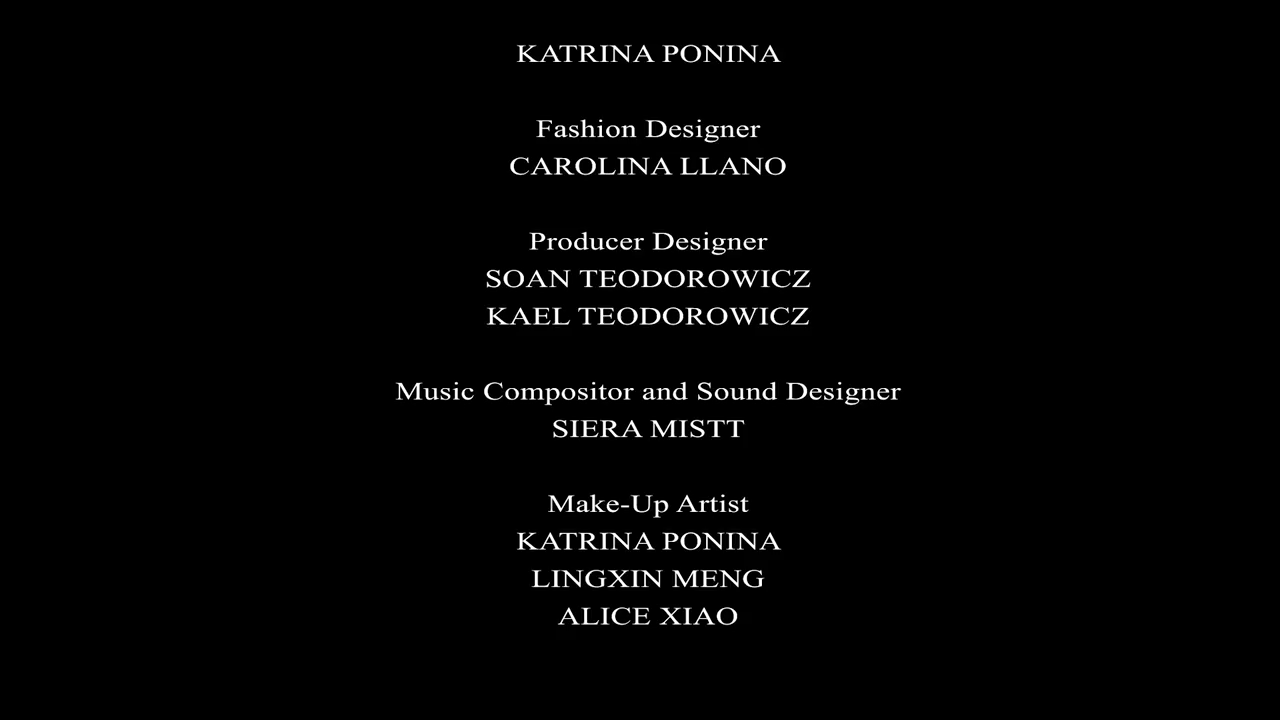 KATRINA PONINA
Fashion Designer
CAROLINA LLANO
Producer Designer
SOAN TEODOROWICZ
KAEL TEODOROWICZ
Music Compositor and Sound Designer
SIERA MISTT
Make-Up Artist
KATRINA PONINA
LINGXIN MENG
ALICE XIAO